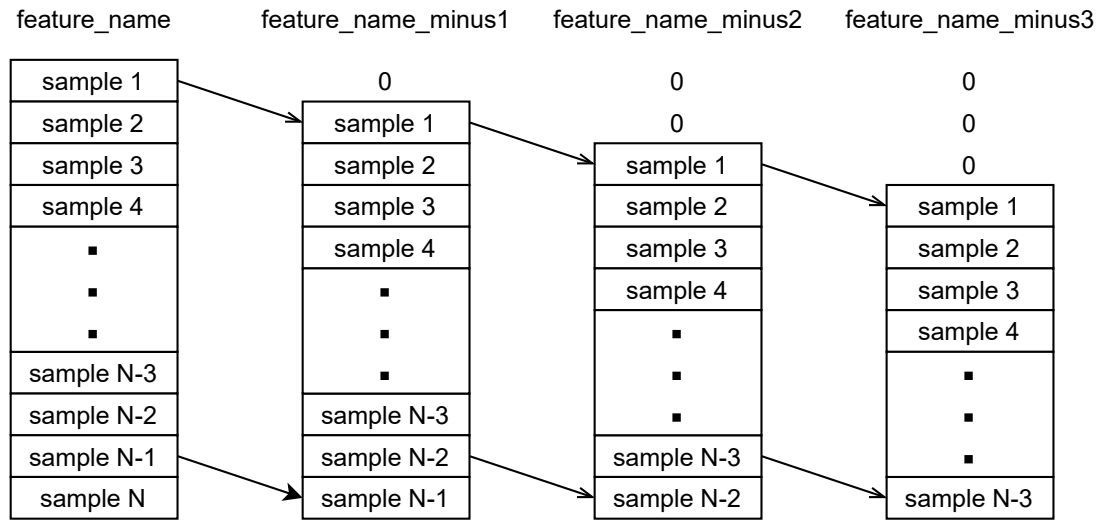 feature_name feature_name_minus1 feature_name_minus2 feature_name_minus3
sample 1 0 0 0
sample 2 sample 1 0 0
sample 3 sample 2 sample 1 0
sample 4 sample 3 sample 2 sample 1
sample 4 sample 3 sample 2
sample 4 sample 3
sample 4
sample N-3
sample N-2 sample N-3
sample N-1 sample N-2 sample N-3
sample N sample N-1 sample N-2 sample N-3